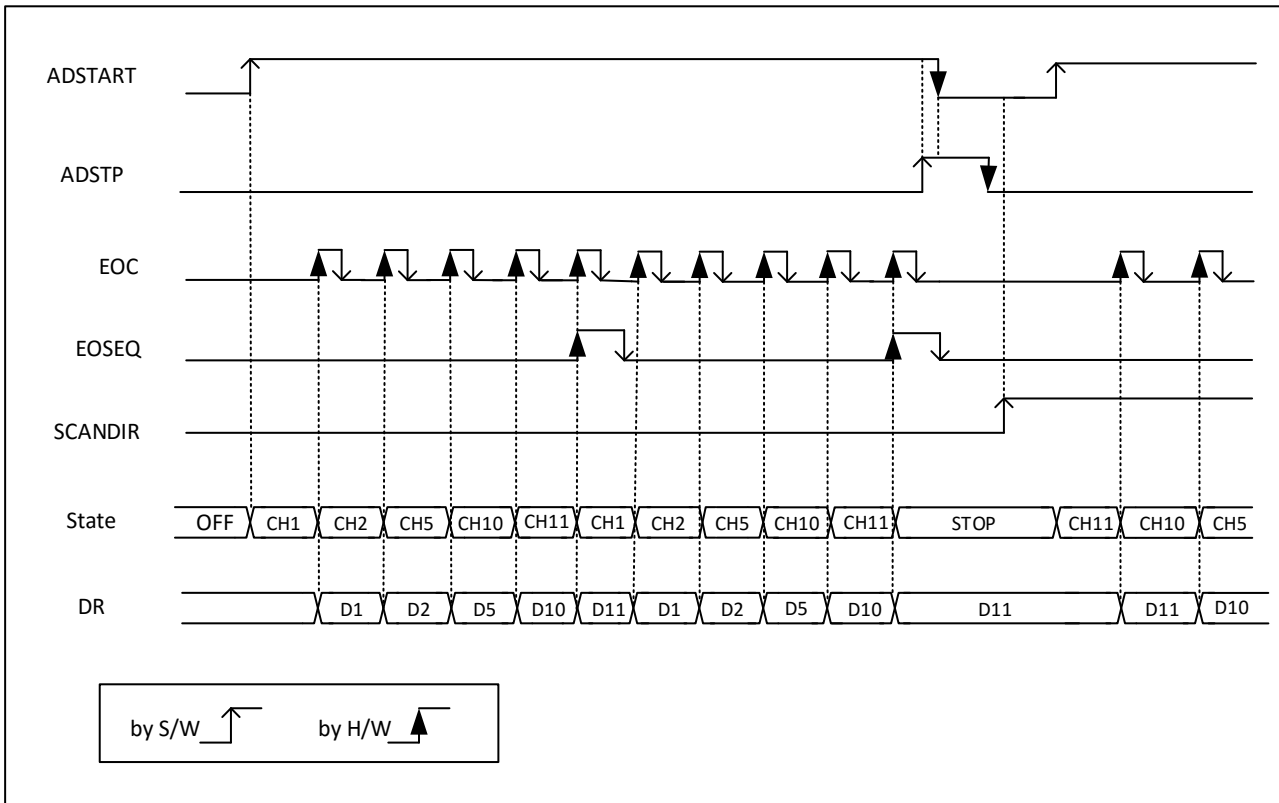 ADSTART
ADSTP
EOC
EOSEQ
SCANDIR
State OFF CH1 CH2 CH5 CH10 CH11 CH1 CH2 CH5 CH10 CH11 STOP CH11 CH10 CH5
DR D1 D2 D5 D10 D11 D1 D2 D5 D10 D11 D11 D10
by S/W by H/W